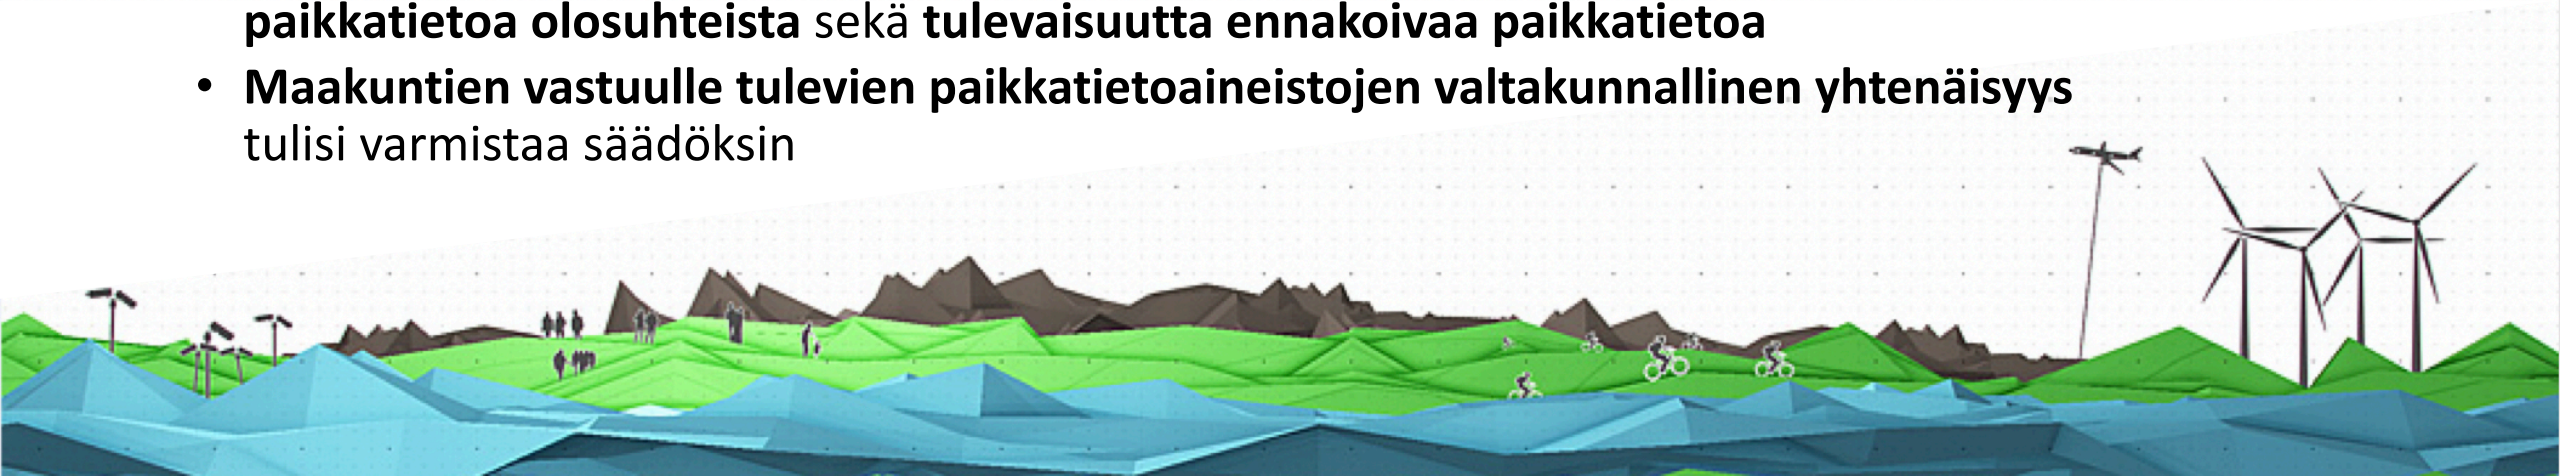 paikkatietoa olosuhteista sekä tulevaisuutta ennakoivaa paikkatietoa
• Maakuntien vastuulle tulevien paikkatietoaineistojen valtakunnallinen yhtenäisyys
tulisi varmistaa säädöksin